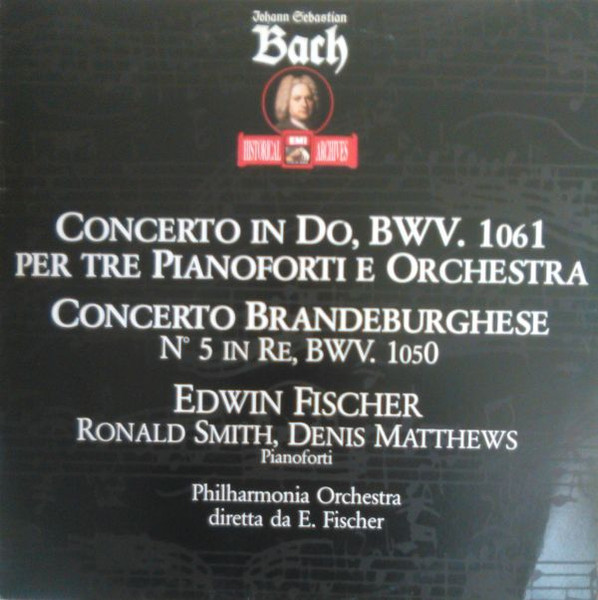 Johann Sebastian
Bach
HISTORICAL EMI ARCHIVES
CONCERTO IN DO, BWV. 1061
PER TRE PIANOFORTI E ORCHESTRA
CONCERTO BRANDEBURGHESE
N° 5 IN RE, BWV. 1050
EDWIN FISCHER
RONALD SMITH, DENIS MATTHEWS
Pianoforti
Philharmonia Orchestra
diretta da E. Fischer